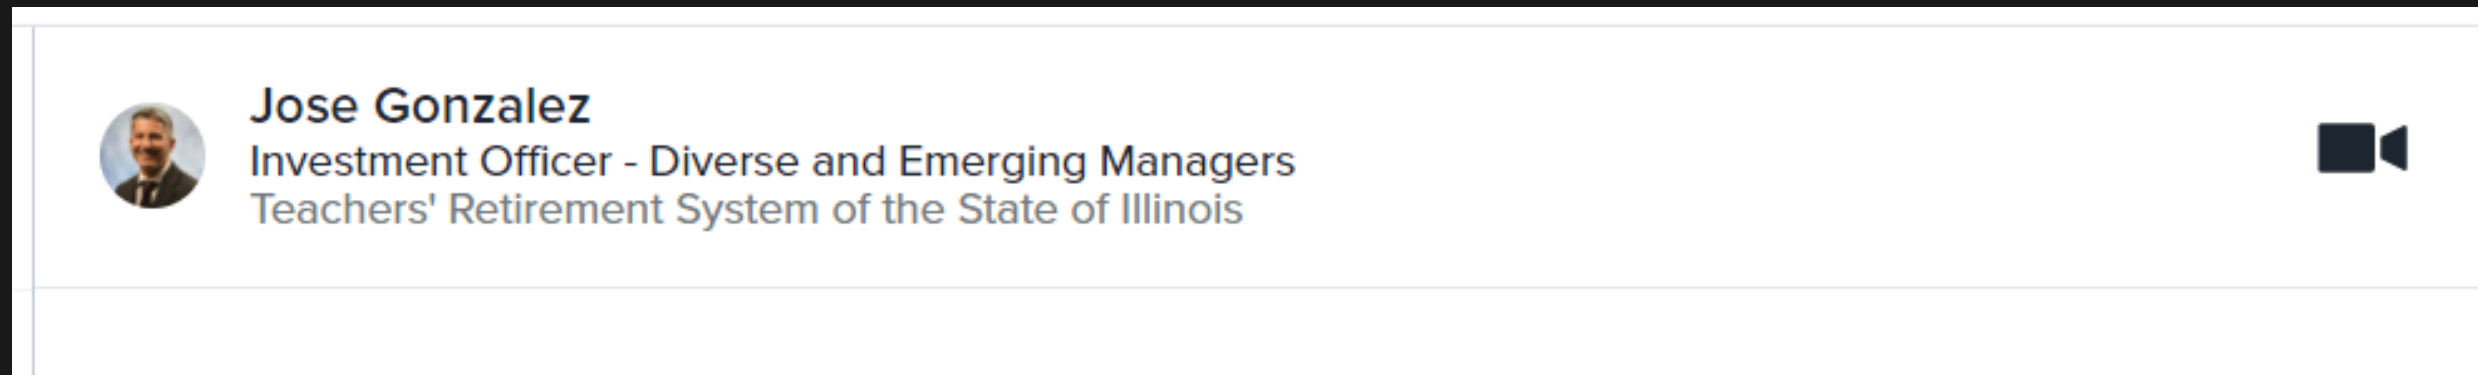 Jose Gonzalez
Investment Officer - Diverse and Emerging Managers
Teachers' Retirement System of the State of Illinois